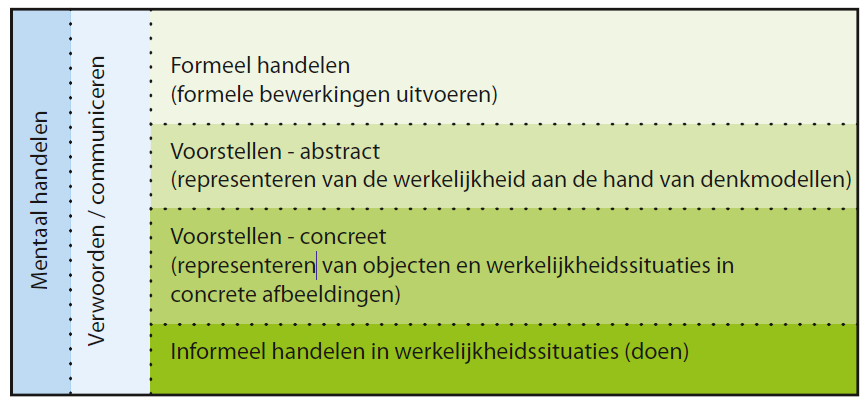 Mentaal handelen
Verwoorden / communiceren
Formeel handelen
(formele bewerkingen uitvoeren)
Voorstellen - abstract
(representeren van de werkelijkheid aan de hand van denkmodellen)
Voorstellen - concreet
(representeren van objecten en werkelijkheidssituaties in
concrete afbeeldingen)
Informeel handelen in werkelijkheidssituaties (doen)